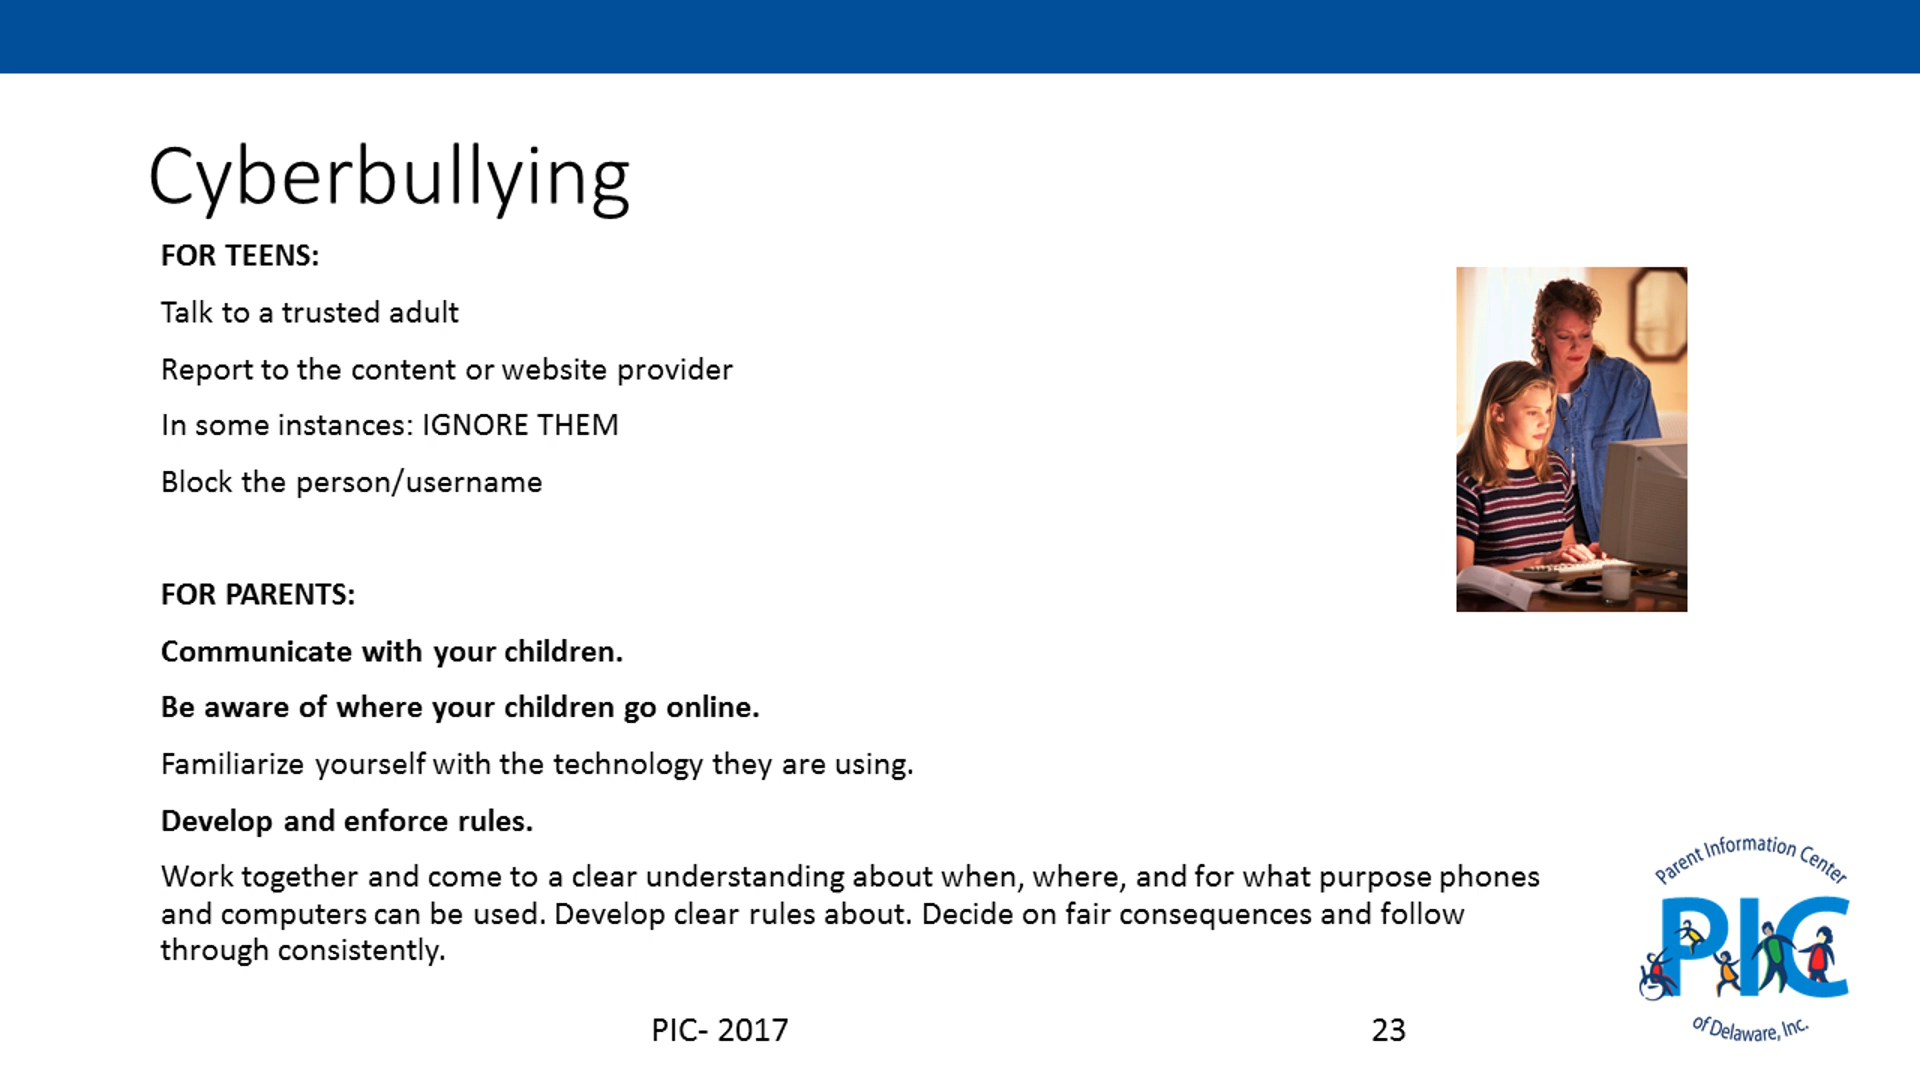 Cyberbullying
FOR TEENS:
Talk to a trusted adult
Report to the content or website provider
In some instances: IGNORE THEM
Block the person/username
FOR PARENTS:
Communicate with your children.
Be aware of where your children go online.
Familiarize yourself with the technology they are using.
Develop and enforce rules.
Work together and come to a clear understanding about when, where, and for what purpose phones
and computers can be used. Develop clear rules about. Decide on fair consequences and follow
through consistently.
Parent Information Center
PIC
of Delaware, Inc.
PIC- 2017
23